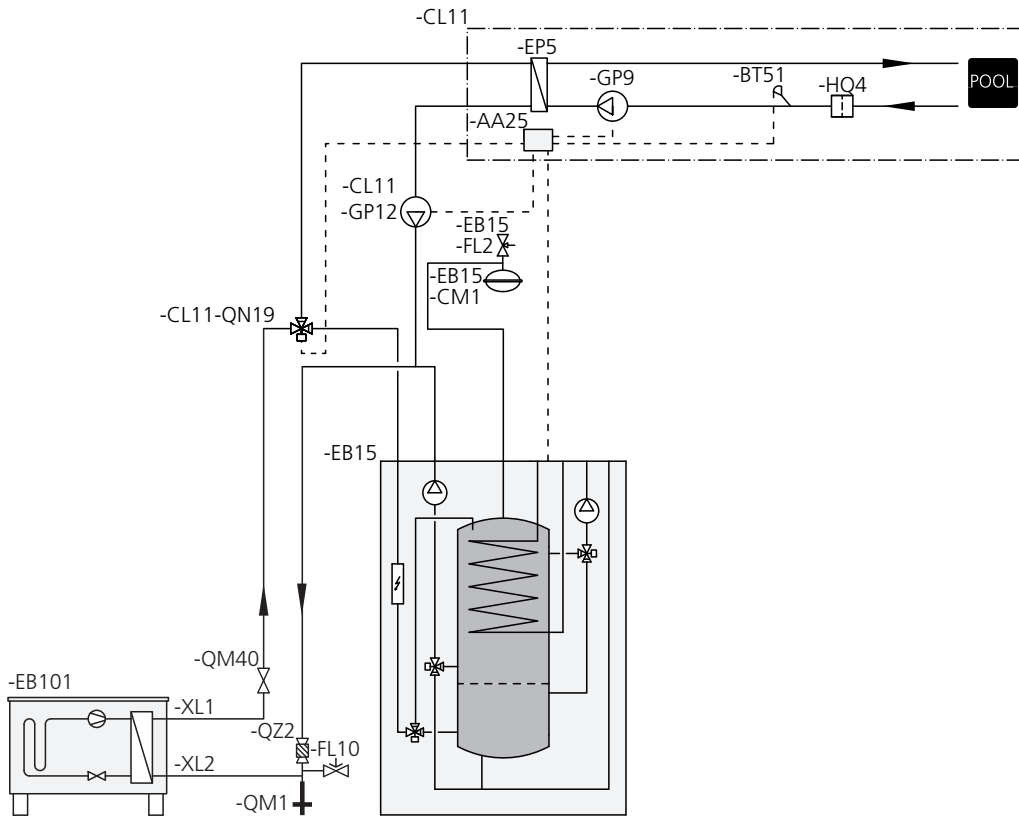 -CL11
-EP5
-GP9
-BT51
-HQ4
POOL
-AA25
-CL11
-GP12
-EB15
-FL2
-EB15
-CM1
-CL11-QN19
-EB15
-QM40
-EB101
-XL1
-QZ2
-FL10
-XL2
-QM1